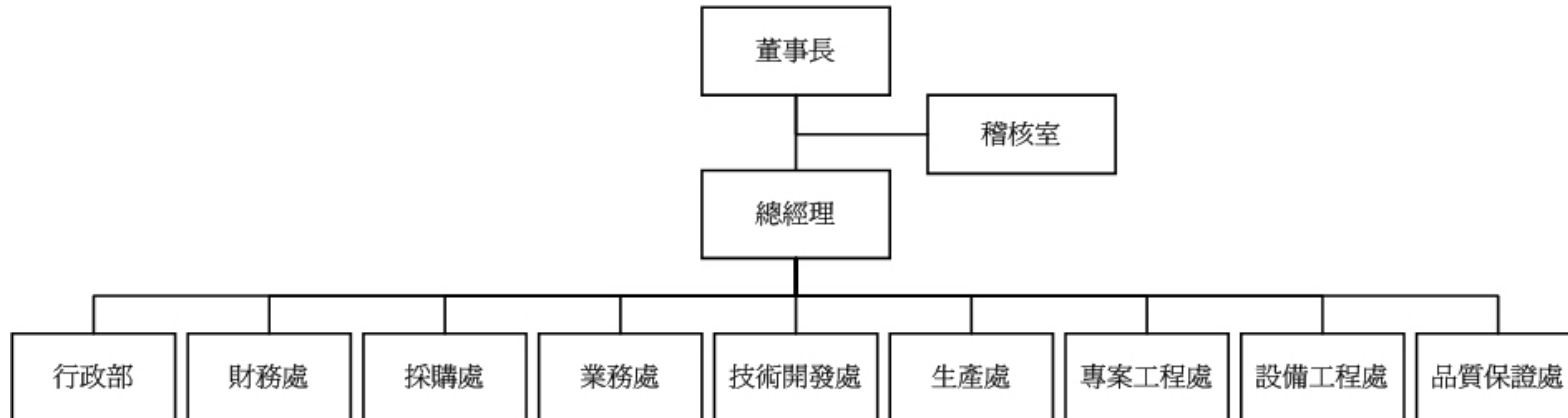 董事長
稽核室
總經理
行政部
財務處
採購處
業務處
技術開發處
生產處
專案工程處
設備工程處
品質保證處